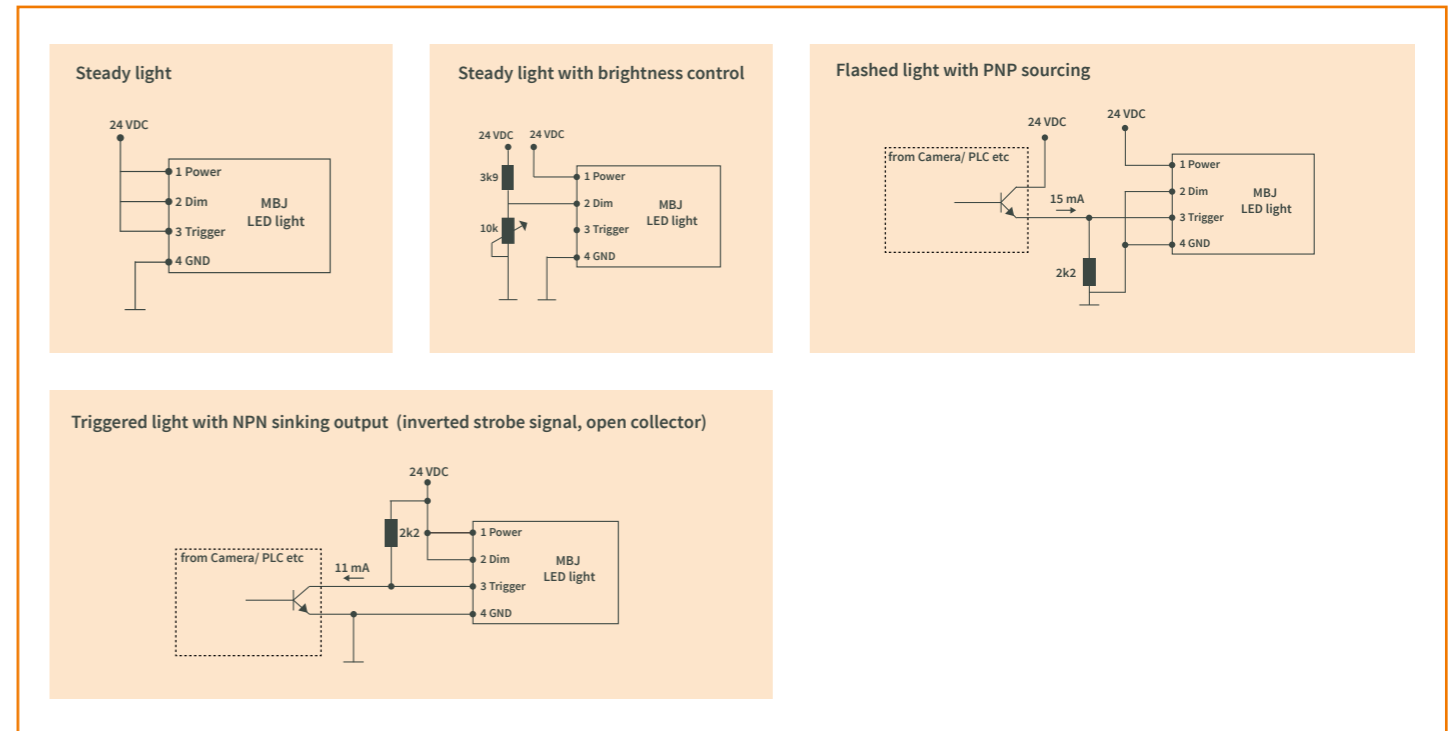 Steady light
24 VDC
1 Power
2 Dim
3 Trigger
4 GND
MBJ
LED light
Steady light with brightness control
24 VDC 24 VDC
3k9
10k
1 Power
2 Dim
3 Trigger
4 GND
MBJ
LED light
Flashed light with PNP sourcing
24 VDC
24 VDC
from Camera/ PLC etc
15 mA
2k2
1 Power
2 Dim
3 Trigger
4 GND
MBJ
LED light
Triggered light with NPN sinking output (inverted strobe signal, open collector)
24 VDC
2k2
from Camera/ PLC etc
11 mA
1 Power
2 Dim
3 Trigger
4 GND
MBJ
LED light